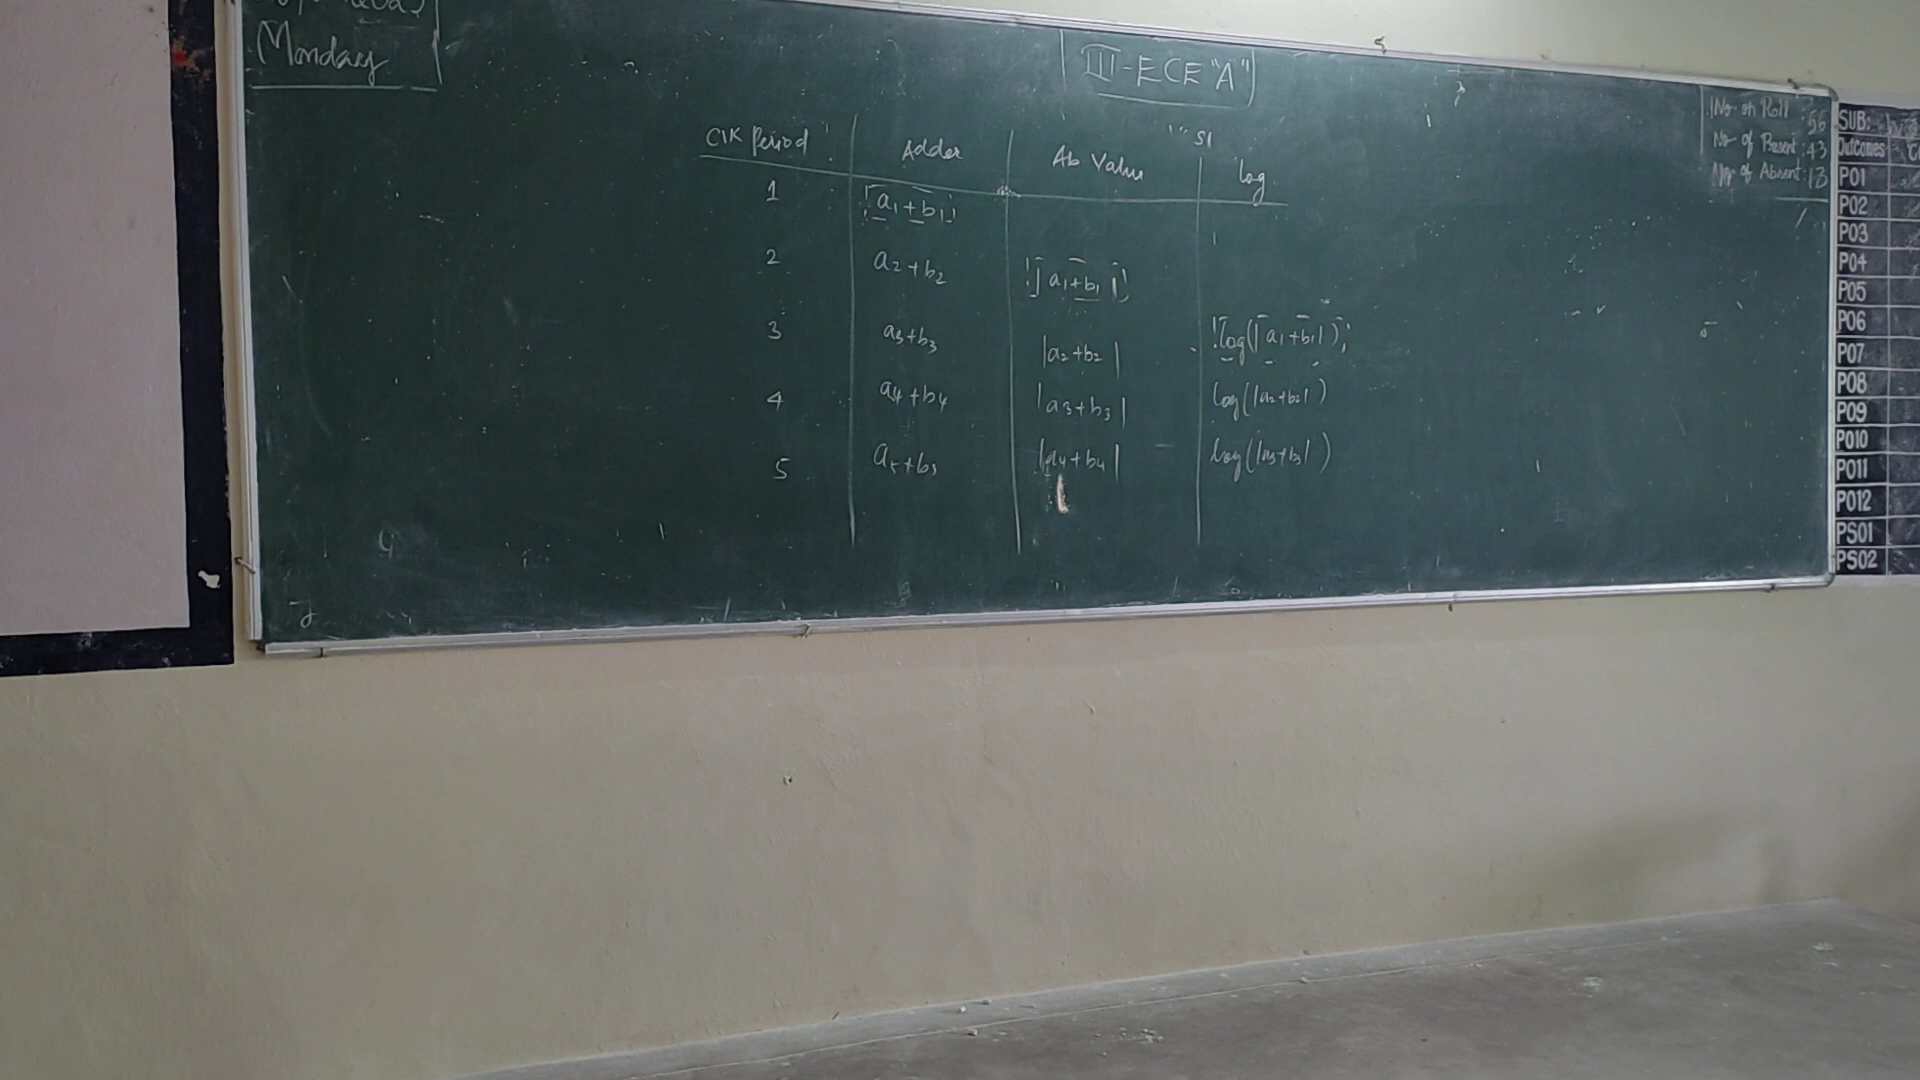 Monday
III-ECE "A"
No. on Roll : 56
No of Present : 43
No of Absent : 13
Clk Period Adder Ab Value log
1 a₁+b₁
2 a₂+b₂ |a₁+b₁|
3 a₃+b₃ |a₂+b₂| log(|a₁+b₁|)
4 a₄+b₄ |a₃+b₃| log(|a₂+b₂|)
5 a₅+b₅ |a₄+b₄| log(|a₃+b₃|)
SUB:
Outcomes
PO1
PO2
PO3
PO4
PO5
PO6
PO7
PO8
PO9
PO10
PO11
PO12
PSO1
PSO2